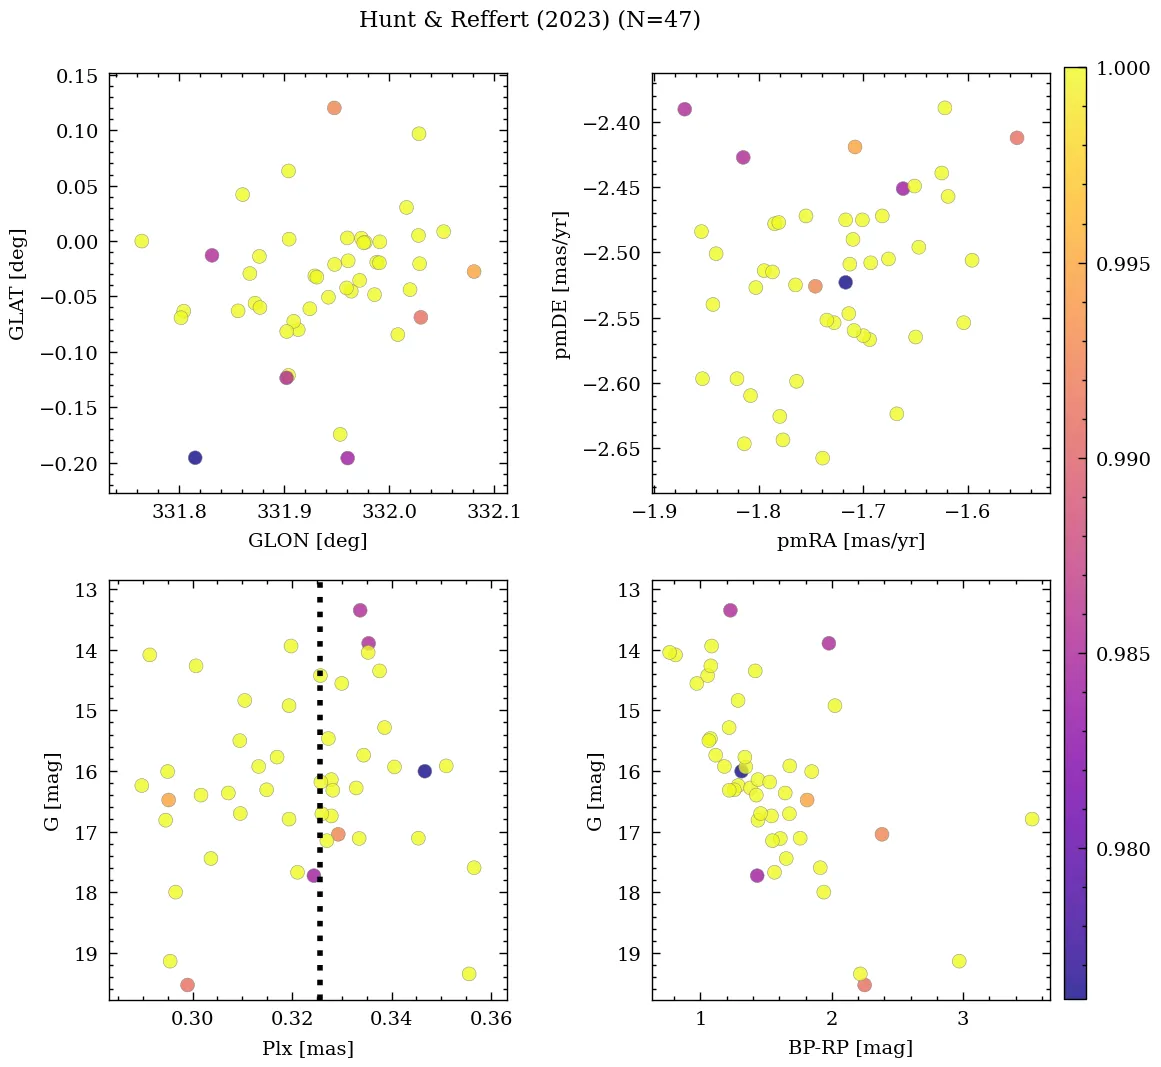 Hunt & Reffert (2023) (N=47)
0.15
0.10
0.05
0.00
−0.05
−0.10
−0.15
−0.20
GLAT [deg]
331.8 331.9 332.0 332.1
GLON [deg]
−2.40
−2.45
−2.50
−2.55
−2.60
−2.65
pmDE [mas/yr]
−1.9 −1.8 −1.7 −1.6
pmRA [mas/yr]
13
14
15
16
17
18
19
G [mag]
0.30 0.32 0.34 0.36
Plx [mas]
13
14
15
16
17
18
19
G [mag]
1 2 3
BP-RP [mag]
1.000
0.995
0.990
0.985
0.980